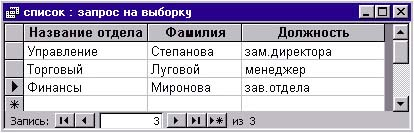 список : запрос на выборку
Название отдела Фамилия Должность
Управление Степанова зам.директора
Торговый Луговой менеджер
Финансы Миронова зав.отдела
Запись: 3 из 3